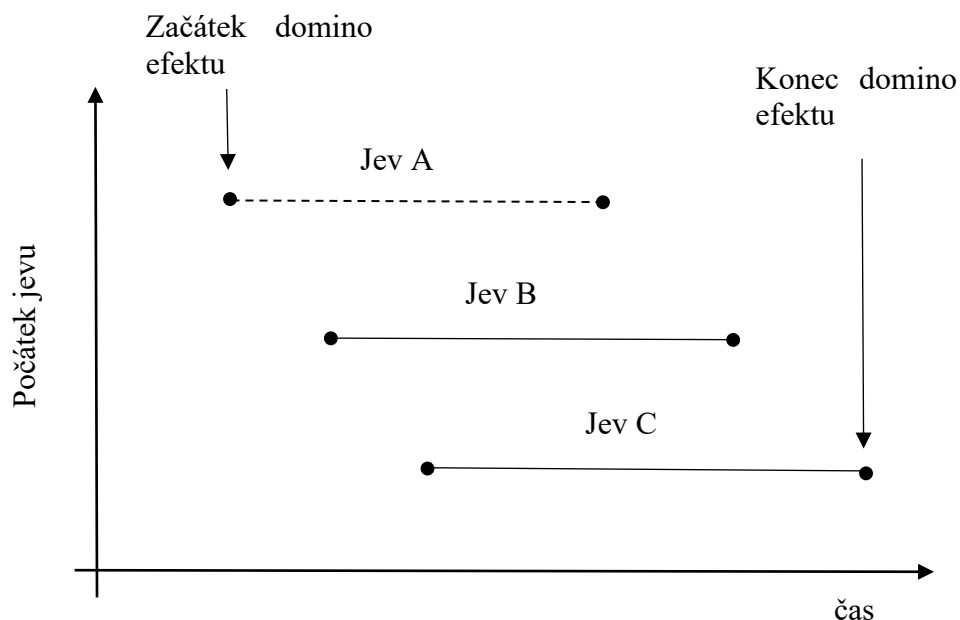 Začátek domino
efektu
Konec domino
efektu
Jev A
Jev B
Počátek jevu
Jev C
čas